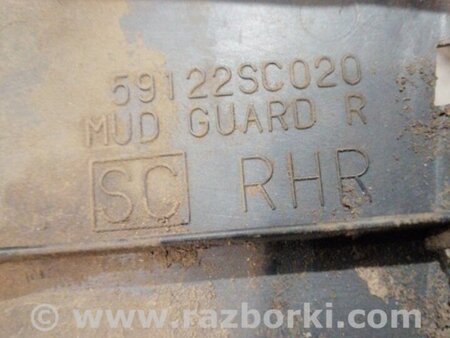 59122SC020
MUD GUARD R
SC RHR
© www.razborki.com